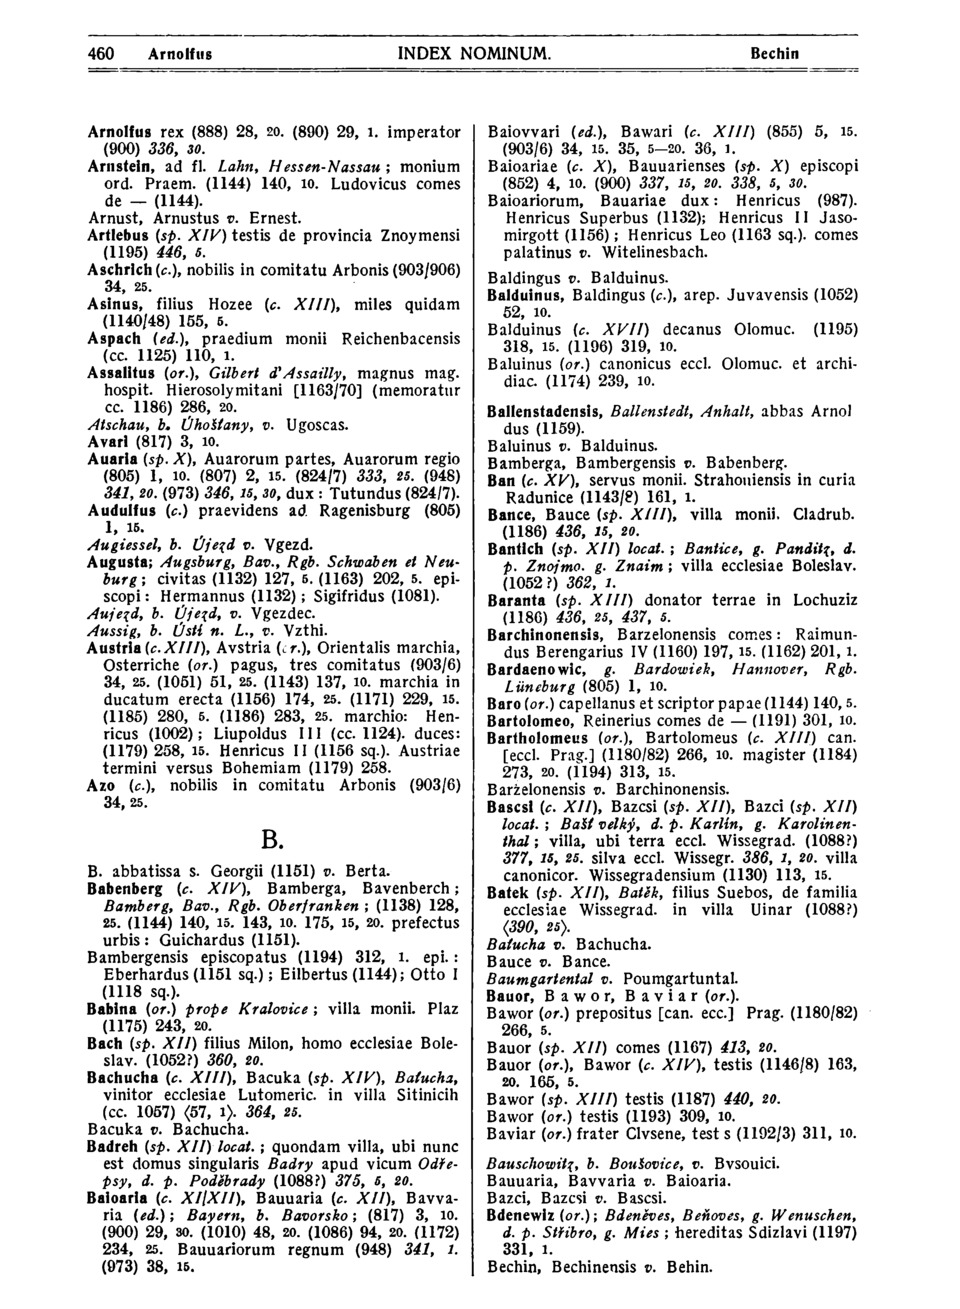 460 Arnolfus INDEX NOMINUM. Bechin
Arnolfus rex (888) 28, 20. (890) 29, 1. imperator
(900) 336, 30.
Arnstein, ad fl. Lahn, Hessen-Nassau; monium
ord. Praem. (1144) 140, 10. Ludovicus comes
de — (1144).
Arnust, Arnustus v. Ernest.
Artlebus (sp. XIV) testis de provincia Znoymensi
(1195) 446, 5.
Aschrich (c.), nobilis in comitatu Arbonis (903/906)
34, 25.
Asinus, filius Hozee (c. XIII), miles quidam
(1140/48) 155, 5.
Aspach (ed.), praedium monii Reichenbacensis
(cc. 1125) 110, 1.
Assalitus (or.), Gilbert d'Assailly, magnus mag.
hospit. Hierosolymitani [1163/70] (memoratur
cc. 1186) 286, 20.
Atschau, b. Úhošťany, v. Ugoscas.
Avari (817) 3, 10.
Auaria (sp. X), Auarorum partes, Auarorum regio
(805) 1, 10. (807) 2, 15. (824/7) 333, 25. (948)
341, 20. (973) 346, 15, 30, dux: Tutundus (824/7).
Audulfus (c.) praevidens ad Ragenisburg (805)
1, 15.
Augiessel, b. Újezd v. Vgezd.
Augusta; Augsburg, Bav., Rgb. Schwaben et Neu-
burg; civitas (1132) 127, 5. (1163) 202, 5. epi-
scopi: Hermannus (1132); Sigifridus (1081).
Aujezd, b. Újezd, v. Vgezdec.
Aussig, b. Ústí n. L., v. Vzthi.
Austria (c. XIII), Avstria (or.), Orientalis marchia,
Osterriche (or.) pagus, tres comitatus (903/6)
34, 25. (1051) 51, 25. (1143) 137, 10. marchia in
ducatum erecta (1156) 174, 25. (1171) 229, 15.
(1185) 280, 5. (1186) 283, 25. marchio: Hen-
ricus (1002); Liupoldus III (cc. 1124). duces:
(1179) 258, 15. Henricus II (1156 sq.). Austriae
termini versus Bohemiam (1179) 258.
Azo (c.), nobilis in comitatu Arbonis (903/6)
34, 25.
B.
B. abbatissa s. Georgii (1151) v. Berta.
Babenberg (c. XIV), Bamberga, Bavenberch;
Bamberg, Bav., Rgb. Oberfranken; (1138) 128,
25. (1144) 140, 15. 143, 10. 175, 15, 20. prefectus
urbis: Guichardus (1151).
Bambergensis episcopatus (1194) 312, 1. epi.:
Eberhardus (1151 sq.); Eilbertus (1144); Otto I
(1118 sq.).
Babina (or.) prope Kralovice; villa monii. Plaz
(1175) 243, 20.
Bach (sp. XII) filius Milon, homo ecclesiae Bole-
slav. (1052?) 360, 20.
Bachucha (c. XIII), Bacuka (sp. XIV), Baťucha,
vinitor ecclesiae Lutomeric. in villa Sitinicih
(cc. 1057) ⟨57, 1⟩. 364, 25.
Bacuka v. Bachucha.
Badreh (sp. XII) locat.; quondam villa, ubi nunc
est domus singularis Badry apud vicum Odře-
psy, d. p. Poděbrady (1088?) 375, 5, 20.
Baioaria (c. XI/XII), Bauuaria (c. XII), Bavva-
ria (ed.); Bayern, b. Bavorsko; (817) 3, 10.
(900) 29, 30. (1010) 48, 20. (1086) 94, 20. (1172)
234, 25. Bauuariorum regnum (948) 341, 1.
(973) 38, 15.
Baiovvari (ed.), Bawari (c. XIII) (855) 5, 15.
(903/6) 34, 15. 35, 5—20. 36, 1.
Baioariae (c. X), Bauuarienses (sp. X) episcopi
(852) 4, 10. (900) 337, 15, 20. 338, 5, 30.
Baioariorum, Bauariae dux: Henricus (987).
Henricus Superbus (1132); Henricus II Jaso-
mirgott (1156); Henricus Leo (1163 sq.). comes
palatinus v. Witelinesbach.
Baldingus v. Balduinus.
Balduinus, Baldingus (c.), arep. Juvavensis (1052)
52, 10.
Balduinus (c. XVII) decanus Olomuc. (1195)
318, 15. (1196) 319, 10.
Baluinus (or.) canonicus eccl. Olomuc. et archi-
diac. (1174) 239, 10.
Ballenstadensis, Ballenstedt, Anhalt, abbas Arnol
dus (1159).
Baluinus v. Balduinus.
Bamberga, Bambergensis v. Babenberg.
Ban (c. XV), servus monii. Strahouiensis in curia
Radunice (1143/8) 161, 1.
Bance, Bauce (sp. XIII), villa monii. Cladrub.
(1186) 436, 15, 20.
Bantich (sp. XII) locat.; Bantice, g. Panditz, d.
p. Znojmo. g. Znaim; villa ecclesiae Boleslav.
(1052?) 362, 1.
Baranta (sp. XIII) donator terrae in Lochuziz
(1186) 436, 25, 437, 5.
Barchinonensis, Barzelonensis comes: Raimun-
dus Berengarius IV (1160) 197, 15. (1162) 201, 1.
Bardaenowic, g. Bardowiek, Hannover, Rgb.
Lüneburg (805) 1, 10.
Baro (or.) capellanus et scriptor papae (1144) 140, 5.
Bartolomeo, Reinerius comes de — (1191) 301, 10.
Bartholomeus (or.), Bartolomeus (c. XIII) can.
[eccl. Prag.] (1180/82) 266, 10. magister (1184)
273, 20. (1194) 313, 15.
Barżelonensis v. Barchinonensis.
Bascsi (c. XII), Bazcsi (sp. XII), Bazci (sp. XII)
locat.; Bašť velký, d. p. Karlín, g. Karolinen-
thal; villa, ubi terra eccl. Wissegrad. (1088?)
377, 15, 25. silva eccl. Wissegr. 386, 1, 20. villa
canonicor. Wissegradensium (1130) 113, 15.
Batek (sp. XII), Batěk, filius Suebos, de familia
ecclesiae Wissegrad. in villa Uinar (1088?)
⟨390, 25⟩.
Baťucha v. Bachucha.
Bauce v. Bance.
Baumgartental v. Poumgartuntal.
Bauor, Bawor, Baviar (or.).
Bawor (or.) prepositus [can. ecc.] Prag. (1180/82)
266, 5.
Bauor (sp. XII) comes (1167) 413, 20.
Bauor (or.), Bawor (c. XIV), testis (1146/8) 163,
20. 165, 5.
Bawor (sp. XIII) testis (1187) 440, 20.
Bawor (or.) testis (1193) 309, 10.
Baviar (or.) frater Clvsene, test s (1192/3) 311, 10.
Bauschowitz, b. Boušovice, v. Bvsouici.
Bauuaria, Bavvaria v. Baioaria.
Bazci, Bazcsi v. Bascsi.
Bdenewiz (or.); Bdeněves, Beňoves, g. Wenuschen,
d. p. Stříbro, g. Mies; hereditas Sdizlavi (1197)
331, 1.
Bechin, Bechinensis v. Behin.